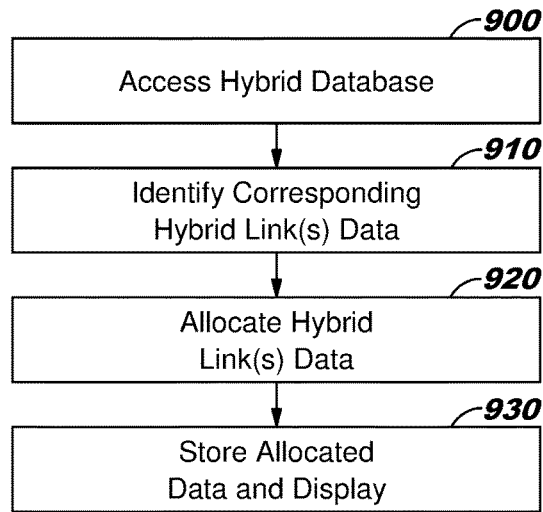 900
Access Hybrid Database
910
Identify Corresponding
Hybrid Link(s) Data
920
Allocate Hybrid
Link(s) Data
930
Store Allocated
Data and Display